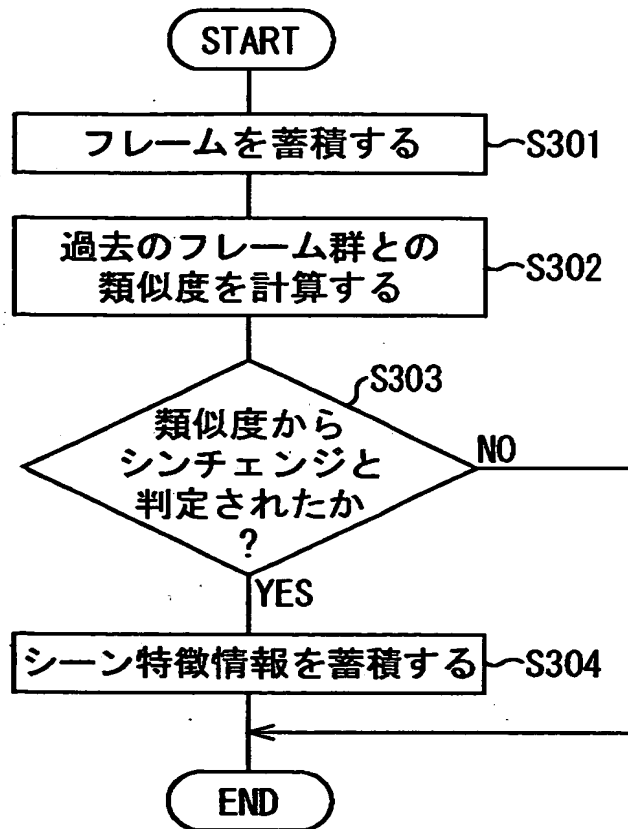 START
フレームを蓄積する
S301
過去のフレーム群との
類似度を計算する
S302
S303
類似度から
シンチェンジと
判定されたか
?
NO
YES
シーン特徴情報を蓄積する
S304
END